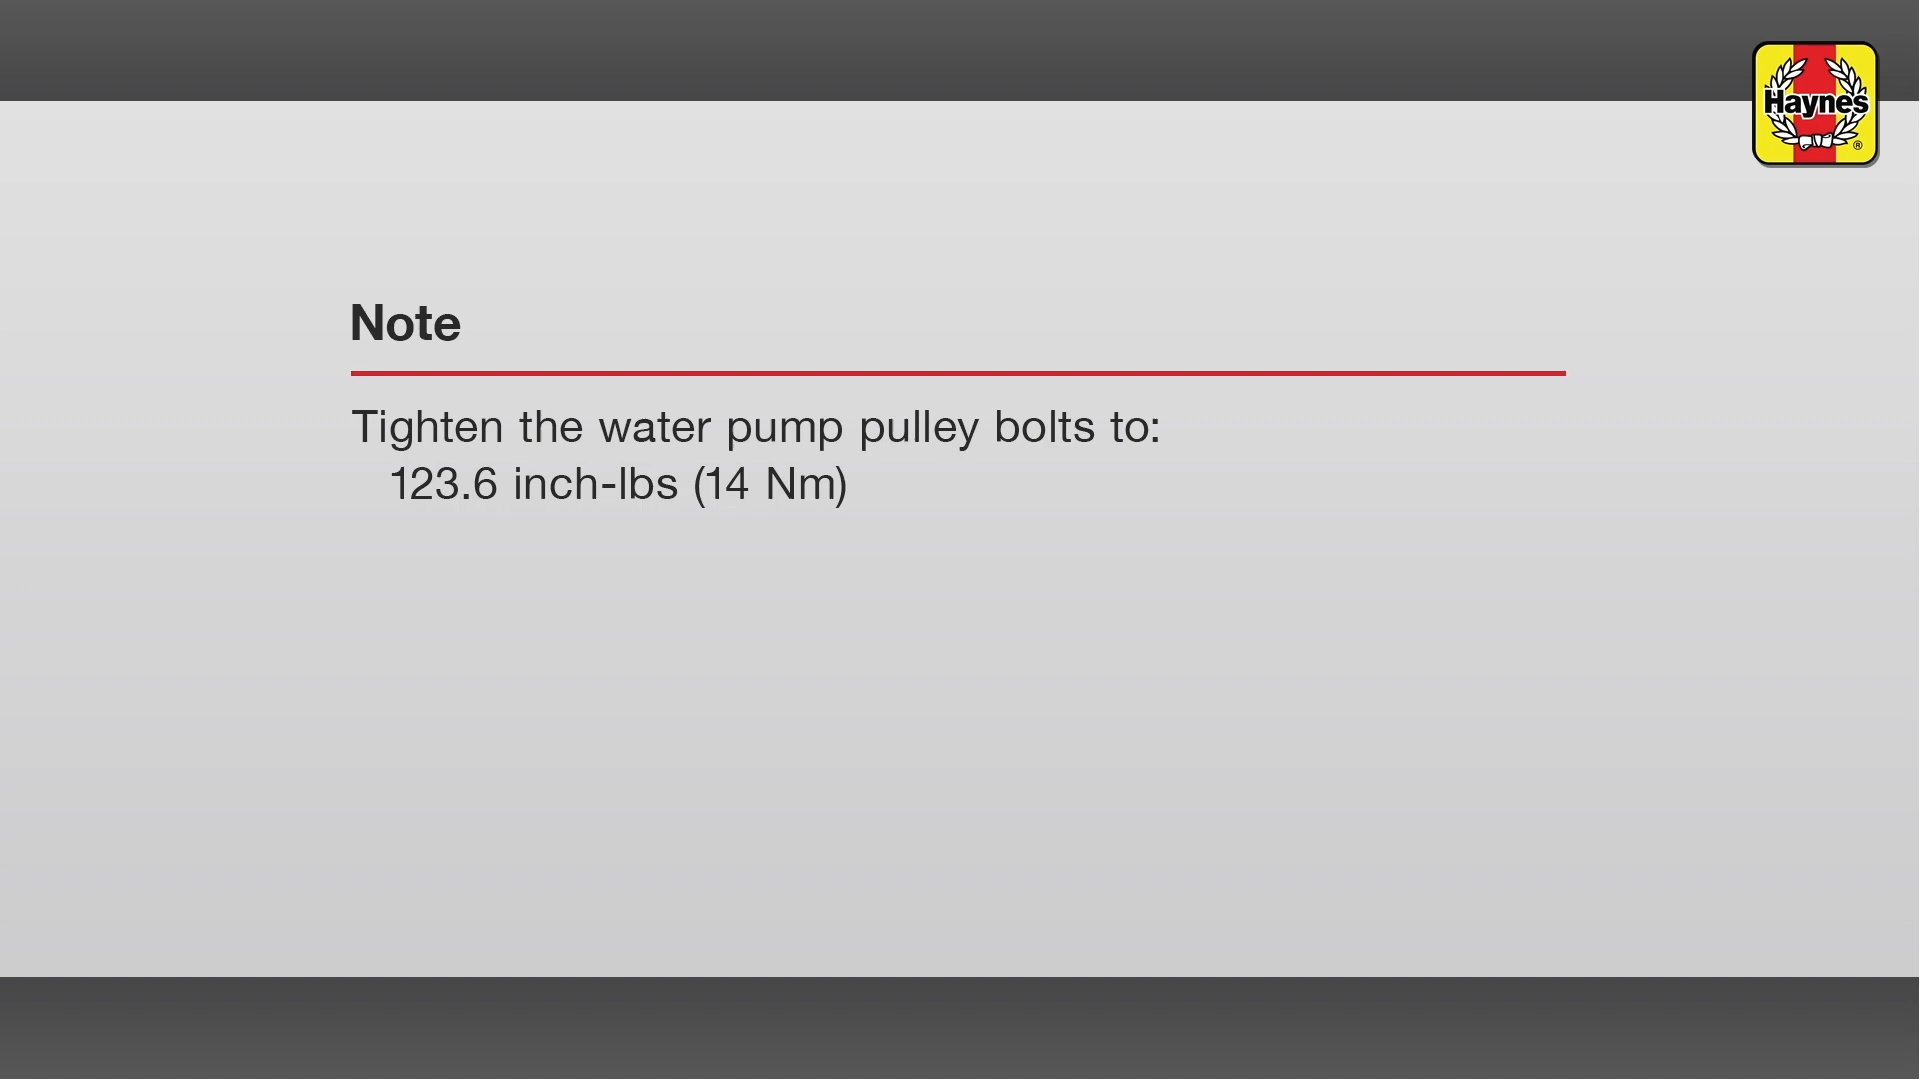 Haynes
®
Note
Tighten the water pump pulley bolts to:
123.6 inch-lbs (14 Nm)